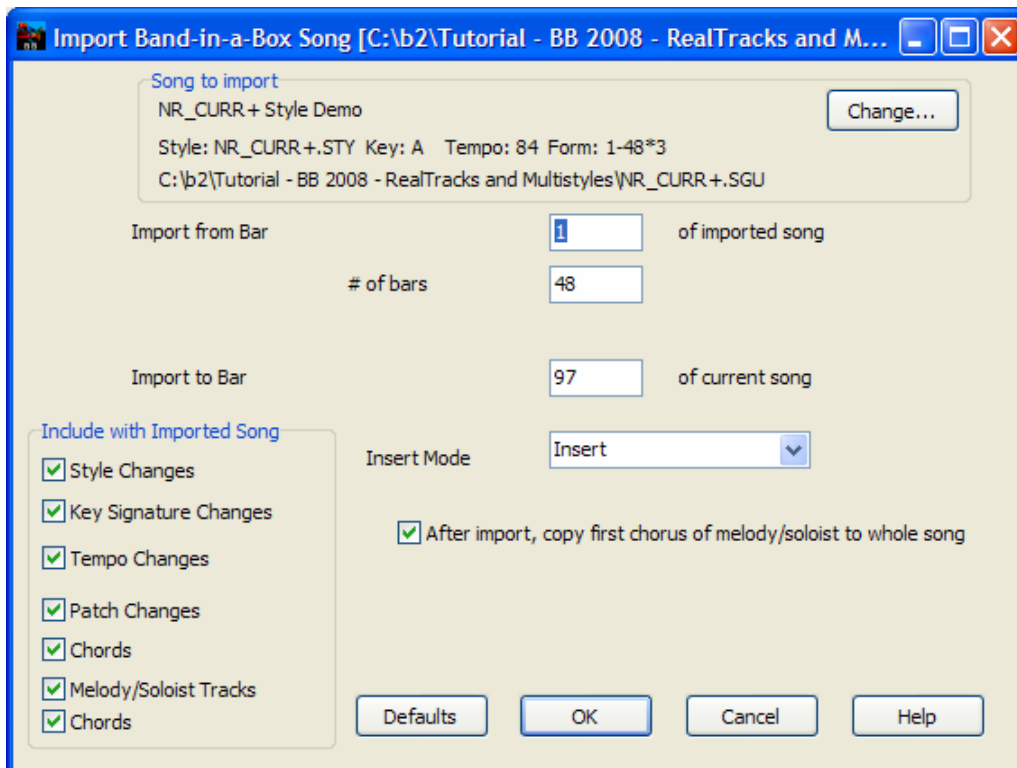 Import Band-in-a-Box Song [C:\b2\Tutorial - BB 2008 - RealTracks and M...
Song to import
NR_CURR+ Style Demo
Change...
Style: NR_CURR+.STY Key: A Tempo: 84 Form: 1-48*3
C:\b2\Tutorial - BB 2008 - RealTracks and Multistyles\NR_CURR+.SGU
Import from Bar 1 of imported song
# of bars 48
Import to Bar 97 of current song
Include with Imported Song
Insert Mode Insert
Style Changes
Key Signature Changes
After import, copy first chorus of melody/soloist to whole song
Tempo Changes
Patch Changes
Chords
Melody/Soloist Tracks
Chords
Defaults OK Cancel Help